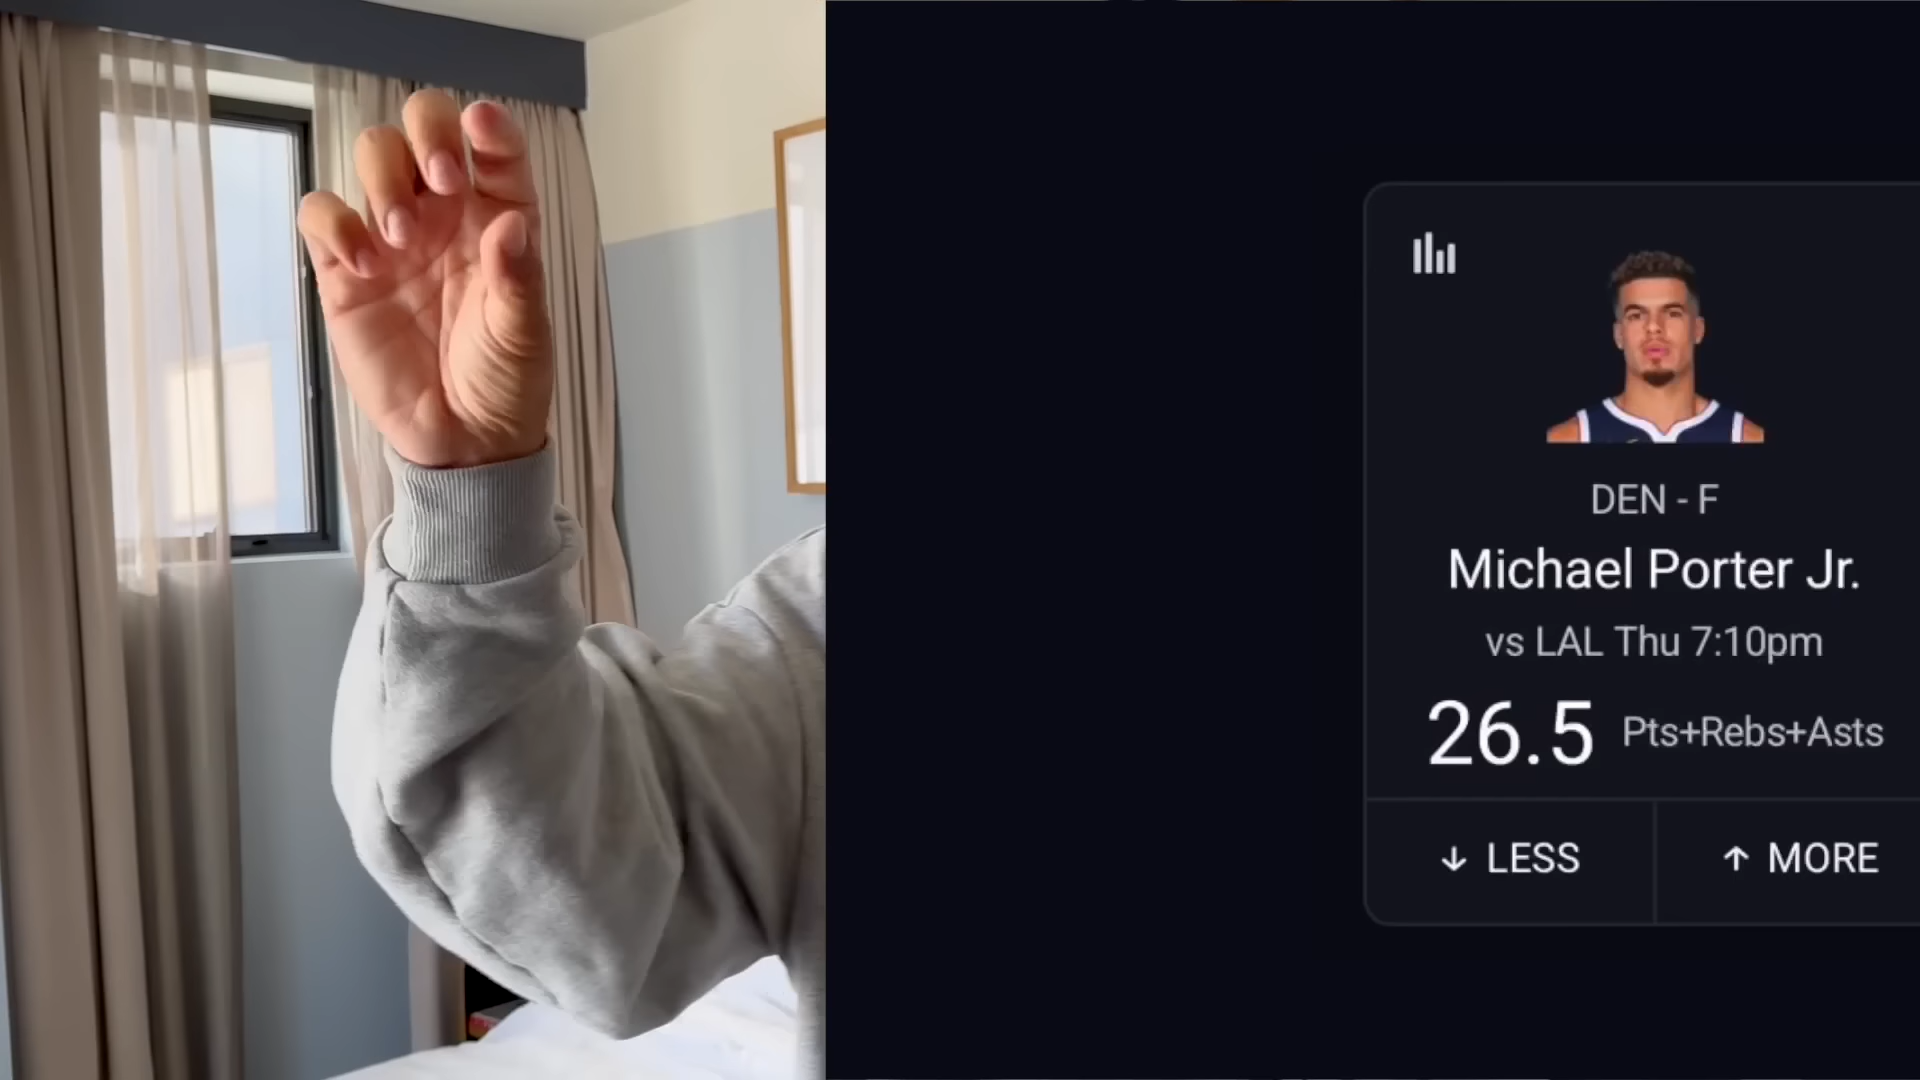 DEN - F
Michael Porter Jr.
vs LAL Thu 7:10pm
26.5 Pts+Rebs+Asts
↓ LESS
↑ MORE